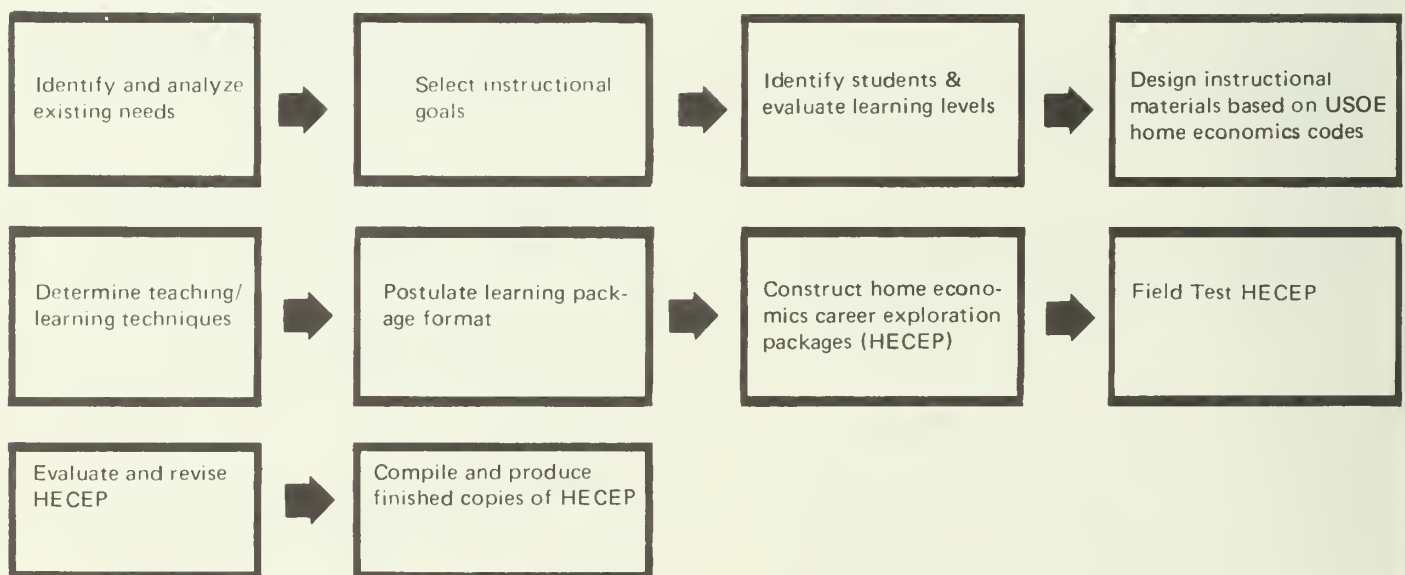 Identify and analyze
existing needs
Select instructional
goals
Identify students &
evaluate learning levels
Design instructional
materials based on USOE
home economics codes
Determine teaching/
learning techniques
Postulate learning pack-
age format
Construct home econo-
mics career exploration
packages (HECEP)
Field Test HECEP
Evaluate and revise
HECEP
Compile and produce
finished copies of HECEP